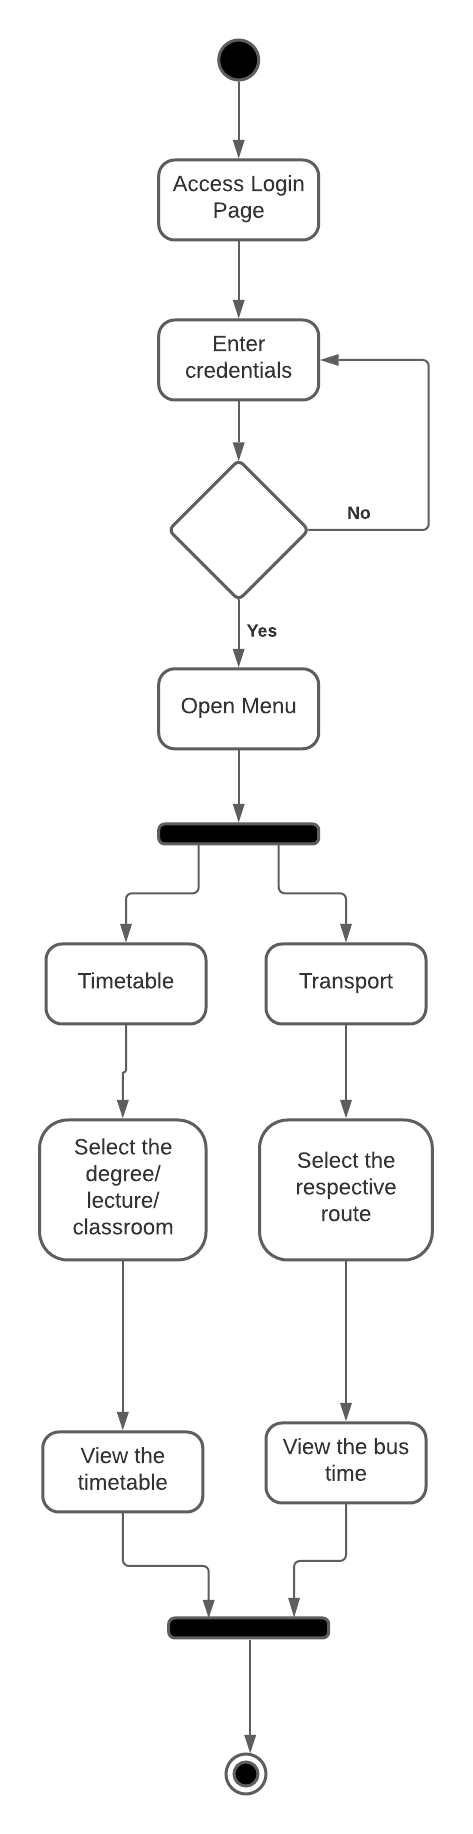 Access Login
Page
Enter
credentials
No
Yes
Open Menu
Timetable
Transport
Select the
degree/
lecture/
classroom
Select the
respective
route
View the
timetable
View the bus
time